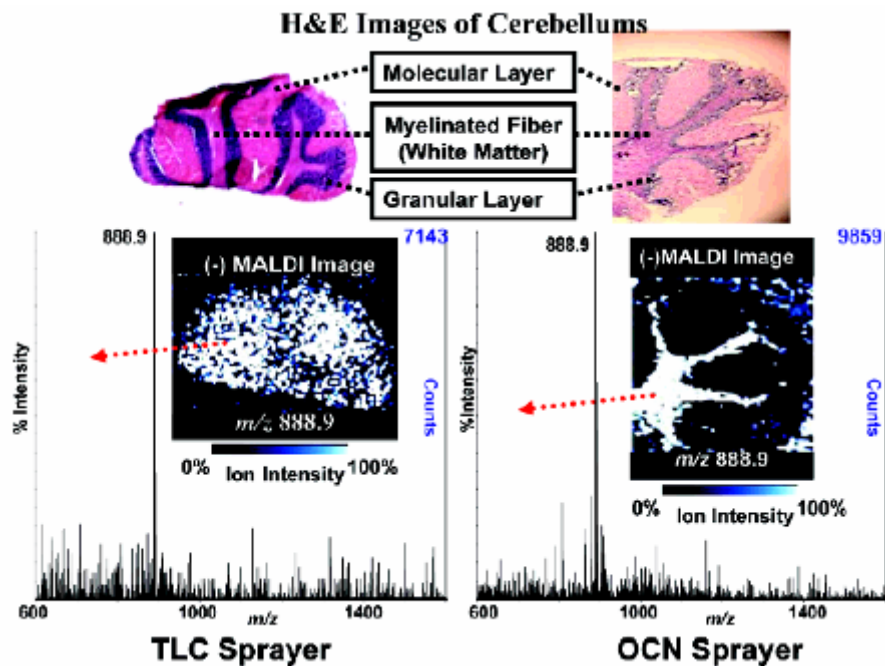 H&E Images of Cerebellums
Molecular Layer
Myelinated Fiber
(White Matter)
Granular Layer
888.9
7143
(-) MALDI Image
% Intensity
Counts
m/z 888.9
0%
100%
Ion Intensity
600
1000
1400
m/z
TLC Sprayer
888.9
9859
(-)MALDI Image
%Intensity
Counts
m/z 888.9
0%
100%
Ion Intensity
600
1000
1400
m/z
OCN Sprayer